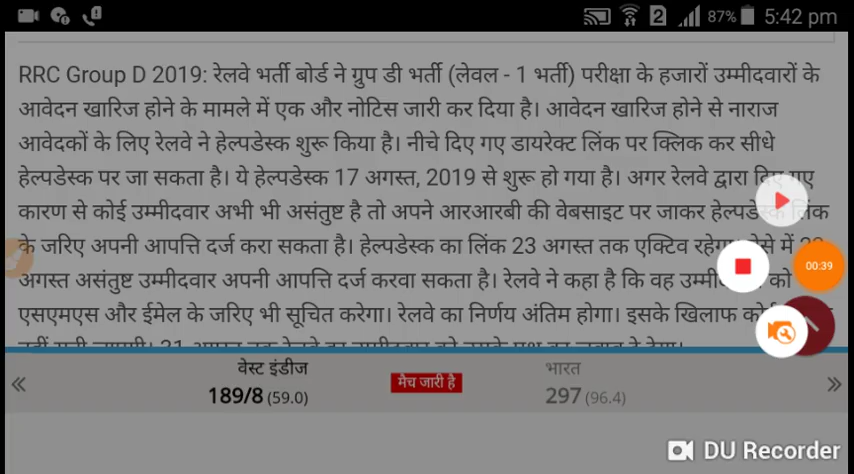 2 87% 5:42 pm
RRC Group D 2019: रेलवे भर्ती बोर्ड ने ग्रुप डी भर्ती (लेवल - 1 भर्ती) परीक्षा के हजारों उम्मीदवारों के
आवेदन खारिज होने के मामले में एक और नोटिस जारी कर दिया है। आवेदन खारिज होने से नाराज
आवेदकों के लिए रेलवे ने हेल्पडेस्क शुरू किया है। नीचे दिए गए डायरेक्ट लिंक पर क्लिक कर सीधे
हेल्पडेस्क पर जा सकता है। ये हेल्पडेस्क 17 अगस्त, 2019 से शुरू हो गया है। अगर रेलवे द्वारा दिए गए
कारण से कोई उम्मीदवार अभी भी असंतुष्ट है तो अपने आरआरबी की वेबसाइट पर जाकर हेल्पडेस्क लिंक
के जरिए अपनी आपत्ति दर्ज करा सकता है। हेल्पडेस्क का लिंक 23 अगस्त तक एक्टिव
00:39
अगस्त असंतुष्ट उम्मीदवार अपनी आपत्ति दर्ज करवा सकता है। रेलवे ने कहा है कि वह को
एसएमएस और ईमेल के जरिए भी सूचित करेगा। रेलवे का निर्णय अंतिम होगा। इसके खिलाफ
वेस्ट इंडीज
189/8 (59.0)
मैच जारी है
भारत
297 (96.4)
DU Recorder